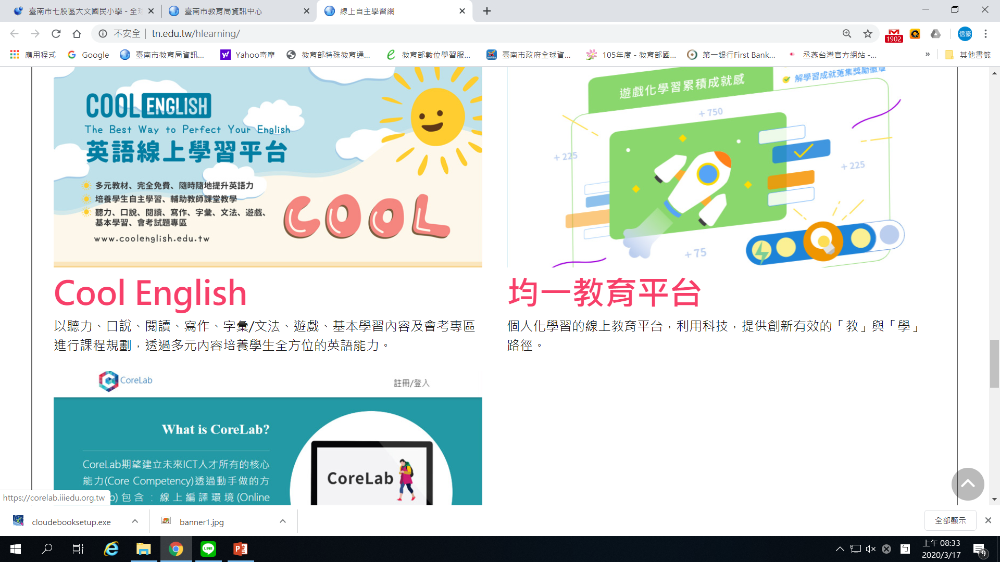 臺南市七股區大文國民小學 - 全
臺南市教育局資訊中心
線上自主學習網
不安全
tn.edu.tw/hlearning/
1902
信豪
應用程式
Google
臺南市教育局資訊...
Yahoo奇摩
教育部特殊教育通...
教育部數位學習服...
臺南市政府全球資...
105年度 - 教育部國...
第一銀行First Bank...
丞燕台灣官方網站 -...
»
其他書籤
COOL ENGLISH
The Best Way to Perfect Your English
英語線上學習平台
多元教材、完全免費、隨時隨地提升英語力
培養學生自主學習、輔助教師課堂教學
聽力、口說、閱讀、寫作、字彙、文法、遊戲、
基本學習、會考試題專區
www.coolenglish.edu.tw
COOL
解學習成就蒐集獎勵徽章
遊戲化學習累積成就感
+750
+225
+225
+75
Cool English
以聽力、口說、閱讀、寫作、字彙/文法、遊戲、基本學習內容及會考專區
進行課程規劃，透過多元內容培養學生全方位的英語能力。
均一教育平台
個人化學習的線上教育平台，利用科技，提供創新有效的「教」與「學」
路徑。
CoreLab
註冊/登入
What is CoreLab?
CoreLab期望建立未來ICT人才所有的核心
能力(Core Competency)透過動手做的方
b)包含：線上編譯環境(Online
CoreLab
https://corelab.iiiedu.org.tw
cloudebooksetup.exe
banner1.jpg
全部顯示
上午 08:33
2020/3/17
9